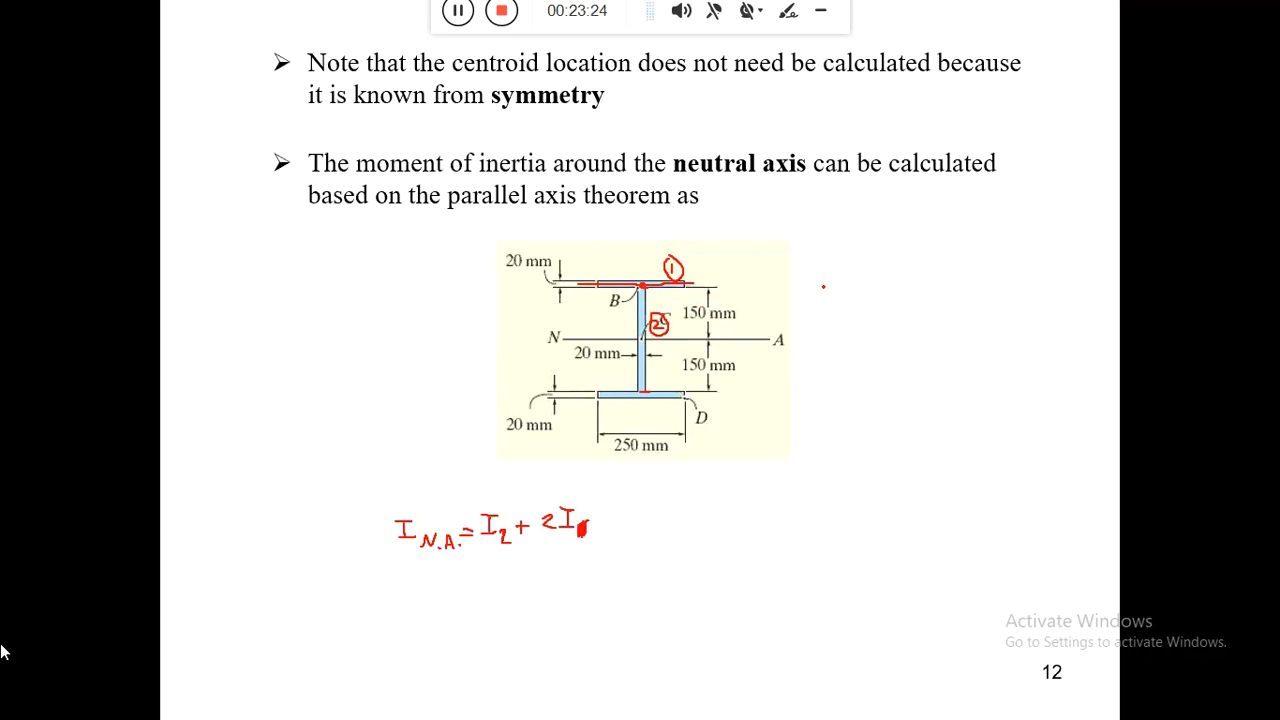 00:23:24
➢ Note that the centroid location does not need be calculated because
it is known from symmetry
➢ The moment of inertia around the neutral axis can be calculated
based on the parallel axis theorem as
20 mm
1
B
150 mm
2
N
A
20 mm
150 mm
20 mm
D
250 mm
I N.A. = I2 + 2I
Activate Windows
Go to Settings to activate Windows.
12